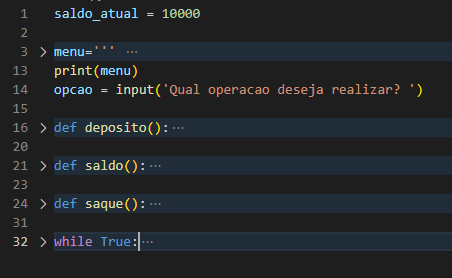 1 saldo_atual = 10000
2
3 menu=''' ...
13 print(menu)
14 opcao = input('Qual operacao deseja realizar? ')
15
16 def deposito():...
20
21 def saldo():...
23
24 def saque():...
31
32 while True:...